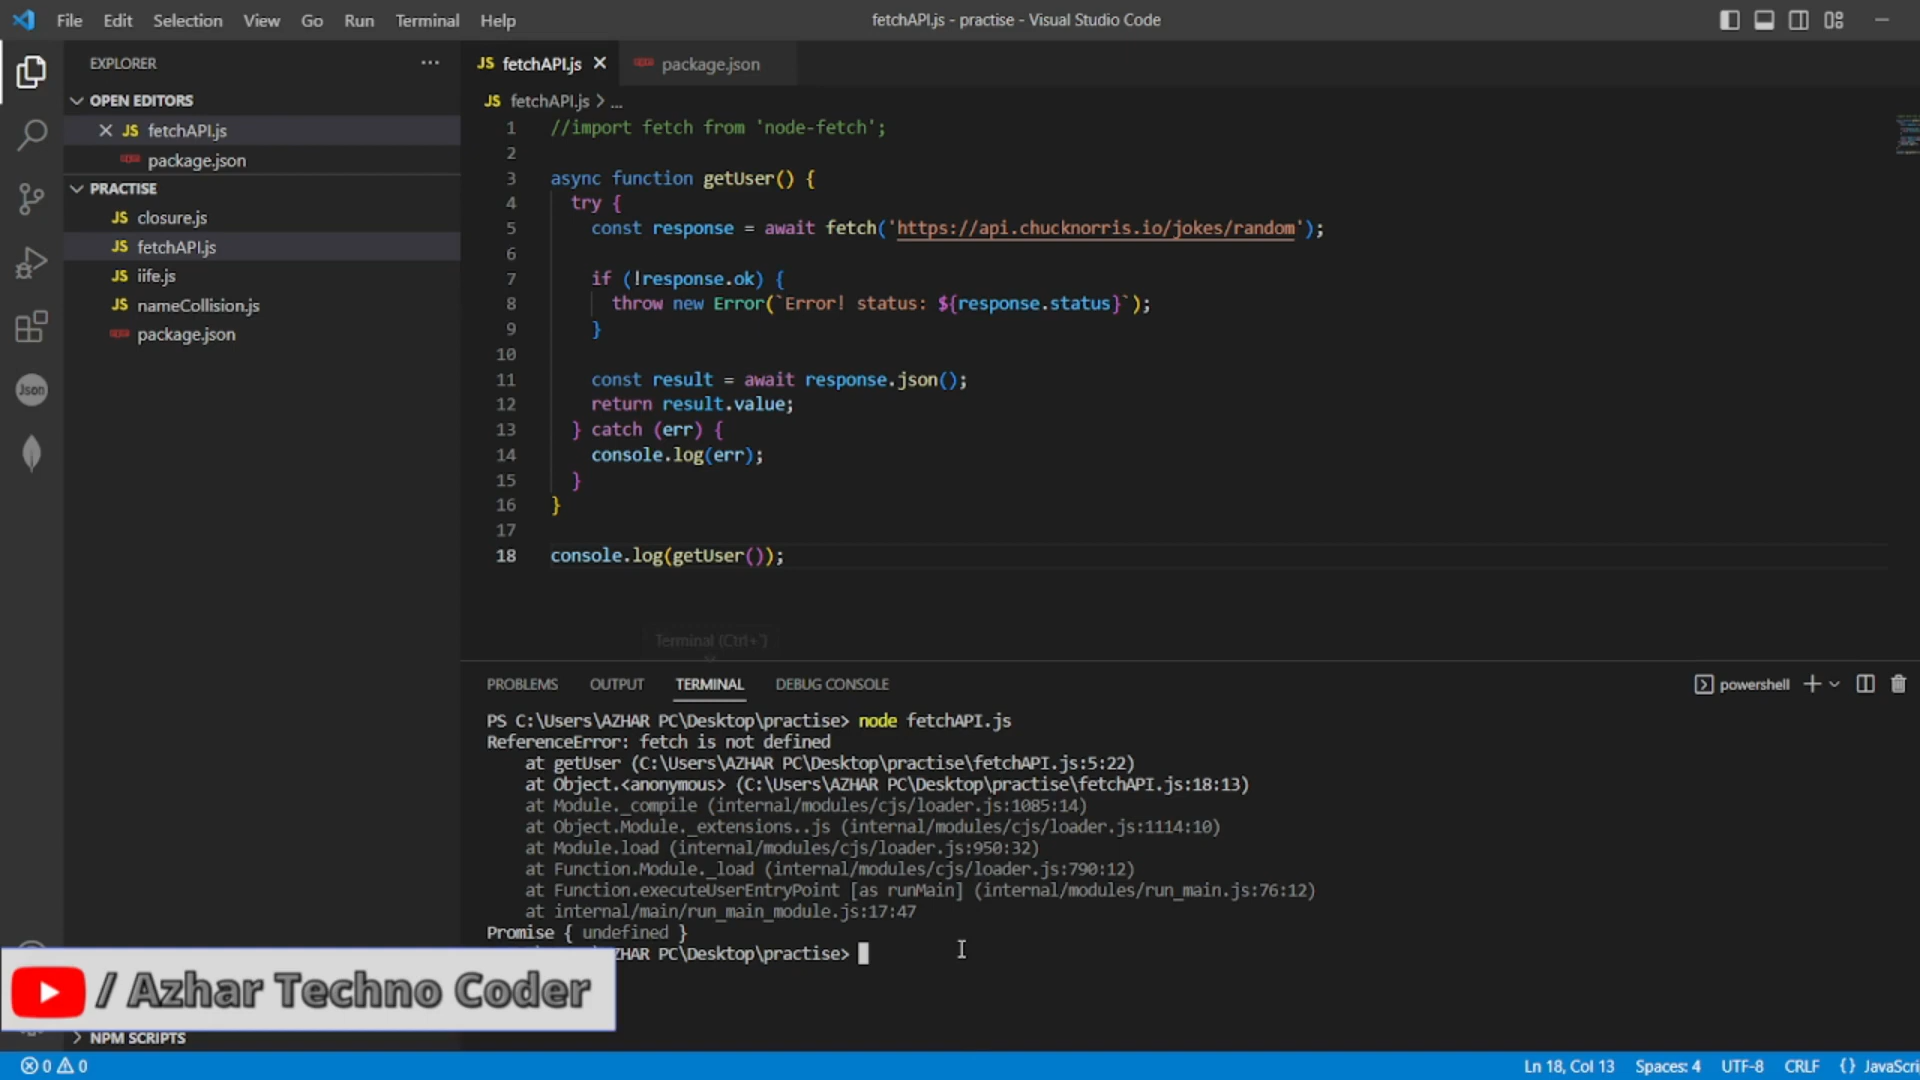 File Edit Selection View Go Run Terminal Help
fetchAPI.js - practise - Visual Studio Code
EXPLORER
OPEN EDITORS
JS fetchAPI.js
package.json
PRACTISE
JS closure.js
JS fetchAPI.js
JS iife.js
JS nameCollision.js
package.json
Json
JS fetchAPI.js
package.json
JS fetchAPI.js > ...
1 //import fetch from 'node-fetch';
2
3 async function getUser() {
4 try {
5 const response = await fetch('https://api.chucknorris.io/jokes/random');
6
7 if (!response.ok) {
8 throw new Error(`Error! status: ${response.status}`);
9 }
10
11 const result = await response.json();
12 return result.value;
13 } catch (err) {
14 console.log(err);
15 }
16 }
17
18 console.log(getUser());
Terminal (Ctrl+`)
PROBLEMS OUTPUT TERMINAL DEBUG CONSOLE
powershell
PS C:\Users\AZHAR PC\Desktop\practise> node fetchAPI.js
ReferenceError: fetch is not defined
at getUser (C:\Users\AZHAR PC\Desktop\practise\fetchAPI.js:5:22)
at Object.<anonymous> (C:\Users\AZHAR PC\Desktop\practise\fetchAPI.js:18:13)
at Module._compile (internal/modules/cjs/loader.js:1085:14)
at Object.Module._extensions..js (internal/modules/cjs/loader.js:1114:10)
at Module.load (internal/modules/cjs/loader.js:950:32)
at Function.Module._load (internal/modules/cjs/loader.js:790:12)
at Function.executeUserEntryPoint [as runMain] (internal/modules/run_main.js:76:12)
at internal/main/run_main_module.js:17:47
Promise { undefined }
ZHAR PC\Desktop\practise>
/ Azhar Techno Coder
NPM SCRIPTS
0 0
Ln 18, Col 13 Spaces: 4 UTF-8 CRLF {} JavaScri